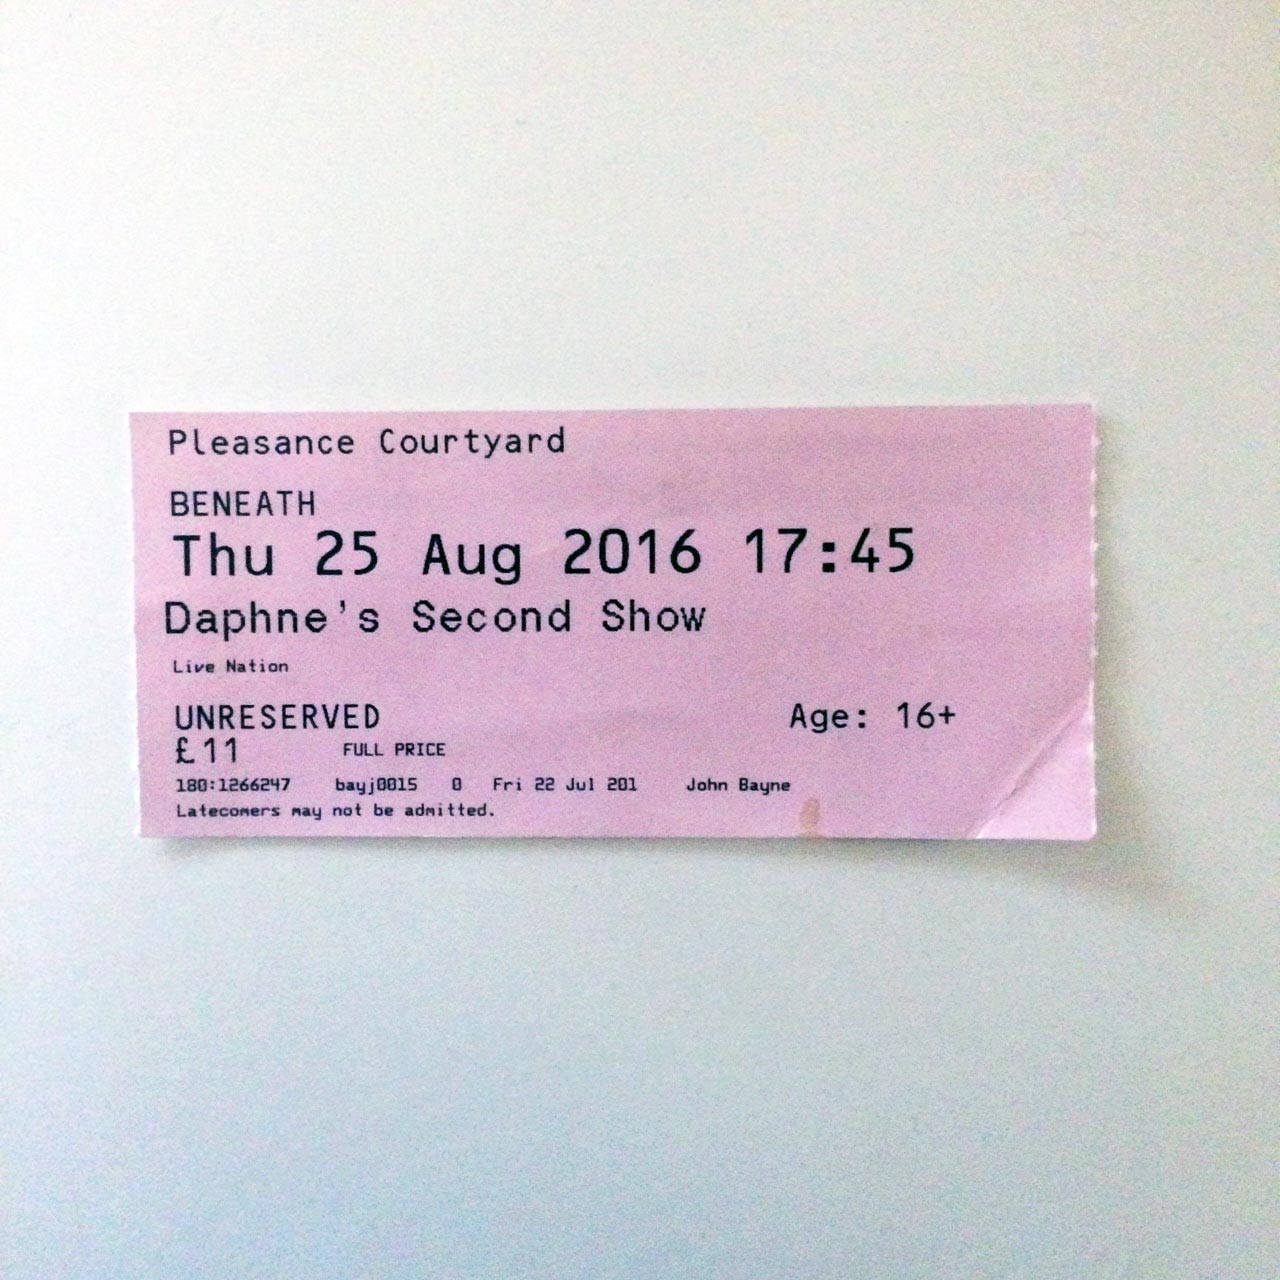 Pleasance Courtyard
BENEATH
Thu 25 Aug 2016 17:45
Daphne's Second Show
Live Nation
UNRESERVED Age: 16+
£11 FULL PRICE
180:1266247 bayj0015 0 Fri 22 Jul 201 John Bayne
Latecomers may not be admitted.